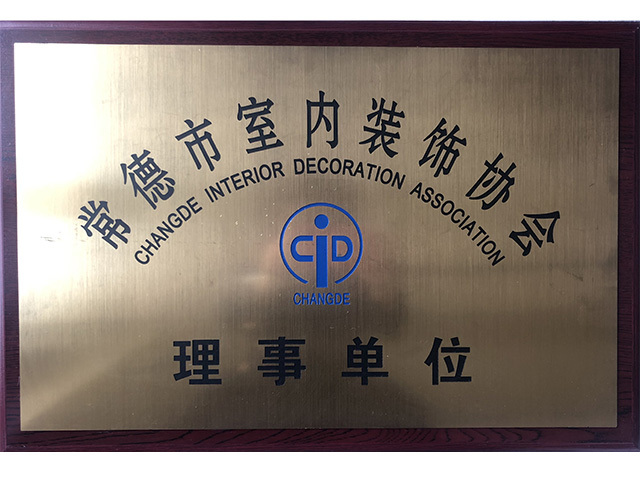 常德市室内装饰协会
CHANGDE INTERIOR DECORATION ASSOCIATION
CID
CHANGDE
理事单位